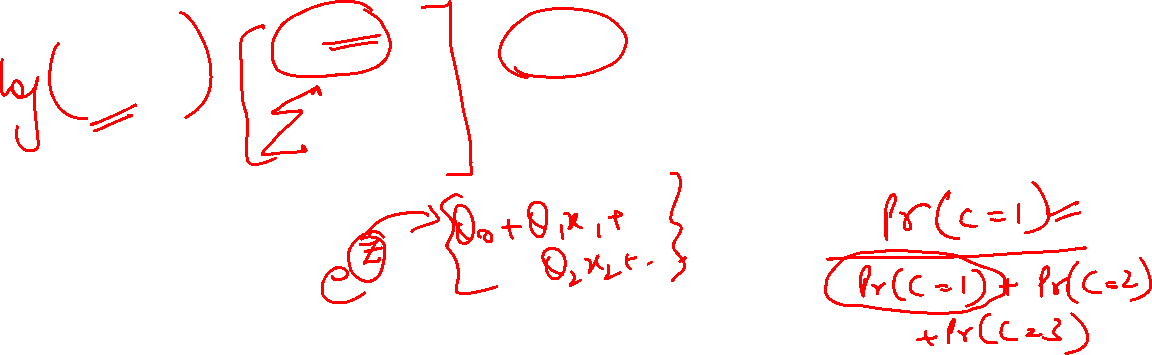 log( ) [ Σ ]
e^z { θ₀ + θ₁x₁ +
θ₂x₂ + . }
Pr(C=1) =
Pr(C=1) + Pr(C=2)
+ Pr(C=3)